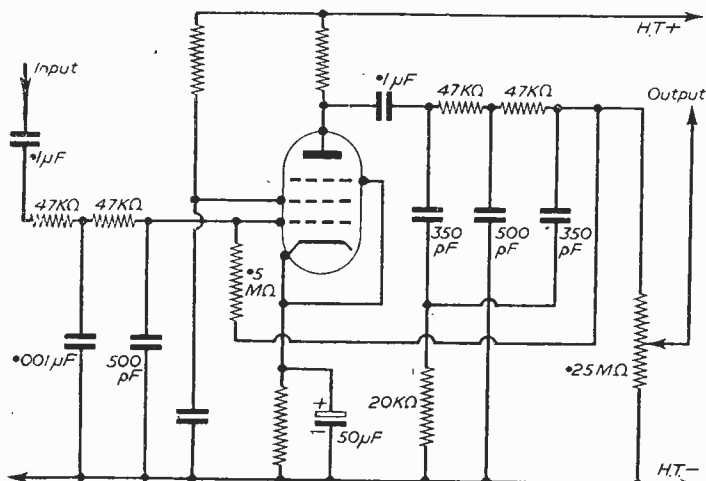 H.T+
Input
•1µF
47KΩ 47KΩ
Output
•1µF
47KΩ 47KΩ
350
pF
500
pF
350
pF
•5
MΩ
•001µF
500
pF
•25MΩ
20KΩ
+
−
50µF
H.T−